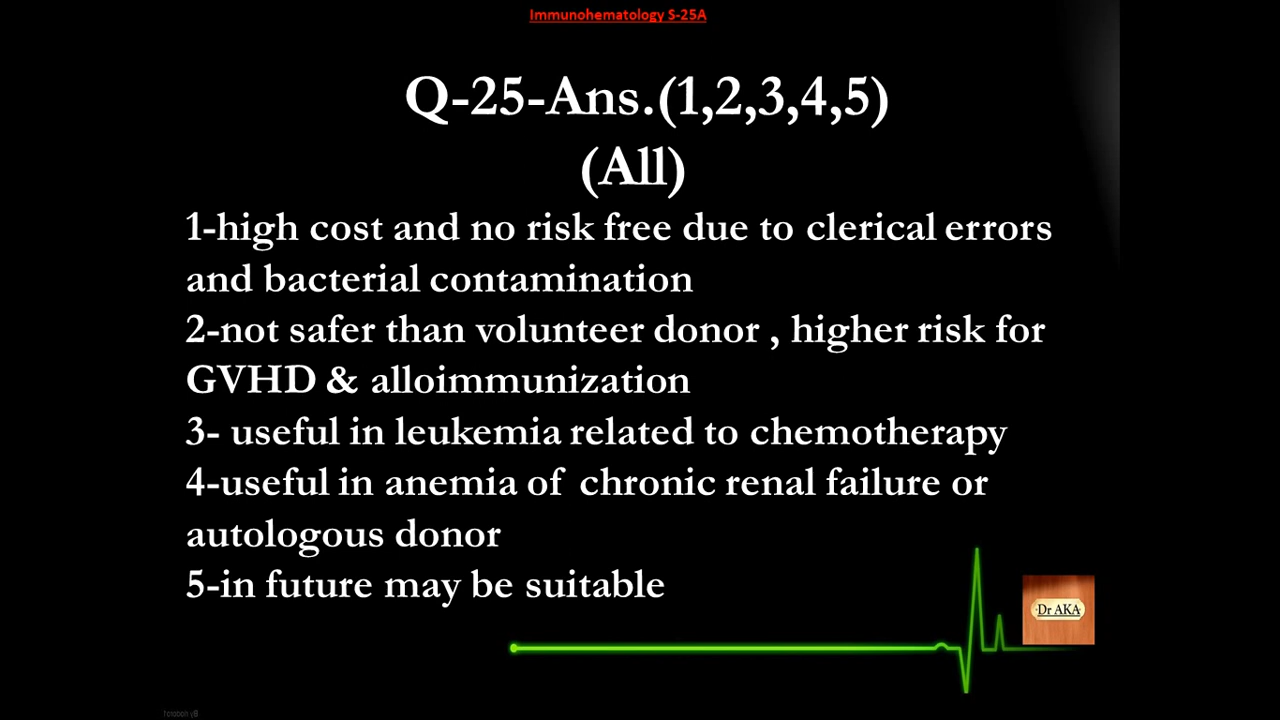 Immunohematology S-25A
Q-25-Ans.(1,2,3,4,5)
(All)
1-high cost and no risk free due to clerical errors
and bacterial contamination
2-not safer than volunteer donor , higher risk for
GVHD & alloimmunization
3- useful in leukemia related to chemotherapy
4-useful in anemia of chronic renal failure or
autologous donor
5-in future may be suitable
Dr AKA